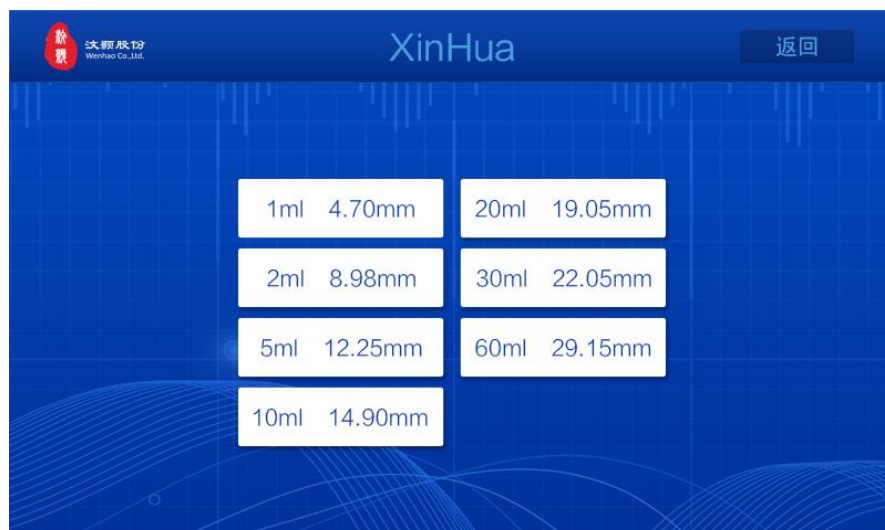 汶颢股份
Wenhao Co.,Ltd.
XinHua
返回
1ml 4.70mm
20ml 19.05mm
2ml 8.98mm
30ml 22.05mm
5ml 12.25mm
60ml 29.15mm
10ml 14.90mm